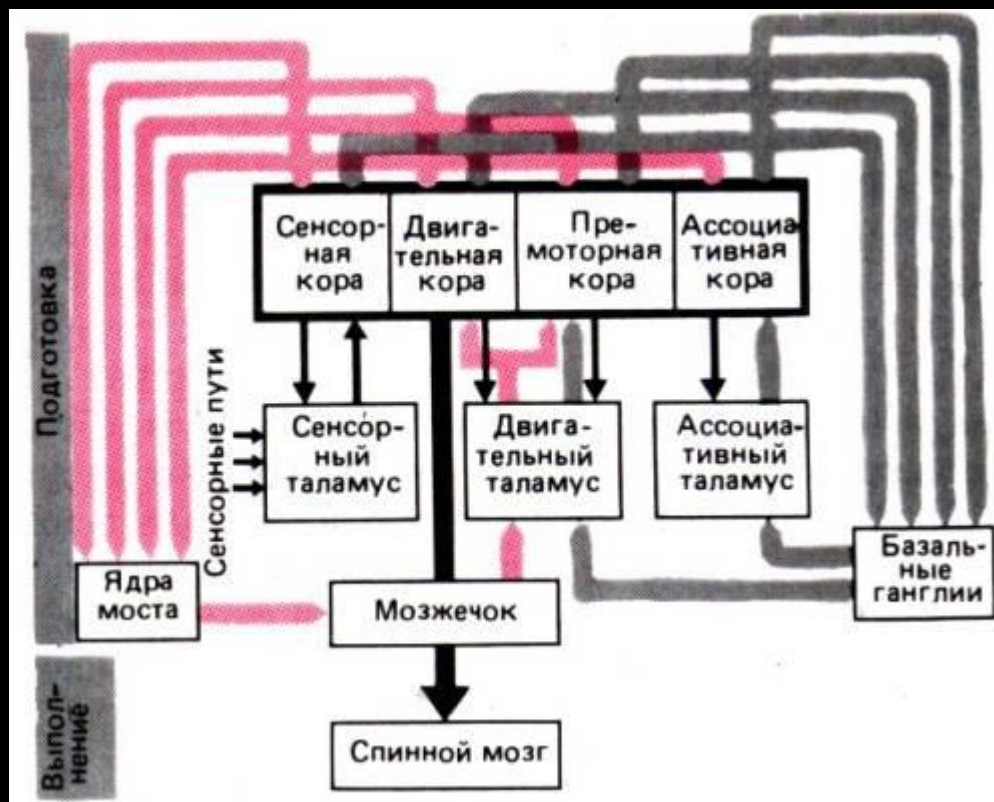 Подготовка
Сенсор-
ная
кора
Двига-
тельная
кора
Пре-
моторная
кора
Ассоциа-
тивная
кора
Сенсорные пути
Сенсо́р-
ный
таламус
Двига-
тельный
таламус
Ассоциа-
тивный
таламус
Ядра
моста
Мозжечок
Базаль-
ные
ганглии
Выпол-
нение
Спинной мозг